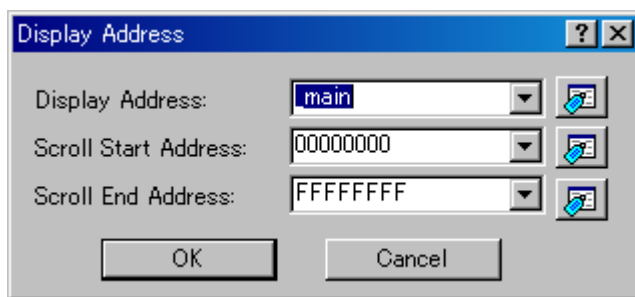 Display Address
Display Address: _main
Scroll Start Address: 00000000
Scroll End Address: FFFFFFFF
OK Cancel